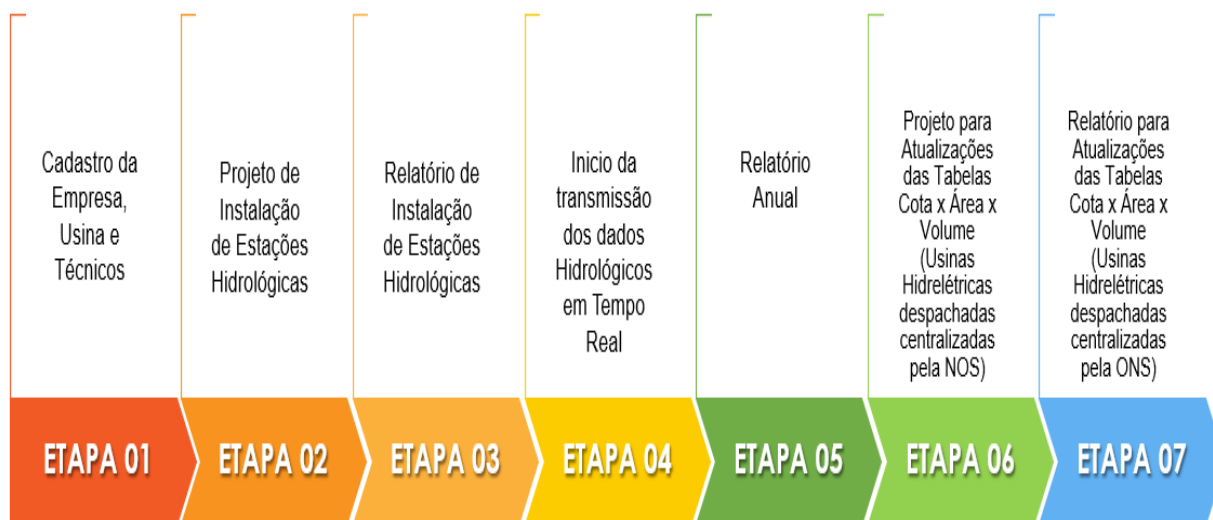 Cadastro da
Empresa,
Usina e
Técnicos
Projeto de
Instalação
de Estações
Hidrológicas
Relatório de
Instalação
de Estações
Hidrológicas
Inicio da
transmissão
dos dados
Hidrológicos
em Tempo
Real
Relatório
Anual
Projeto para
Atualizações
das Tabelas
Cota x Área x
Volume
(Usinas
Hidrelétricas
despachadas
centralizadas
pela NOS)
Relatório para
Atualizações
das Tabelas
Cota x Área x
Volume
(Usinas
Hidrelétricas
despachadas
centralizadas
pela ONS)
ETAPA 01
ETAPA 02
ETAPA 03
ETAPA 04
ETAPA 05
ETAPA 06
ETAPA 07